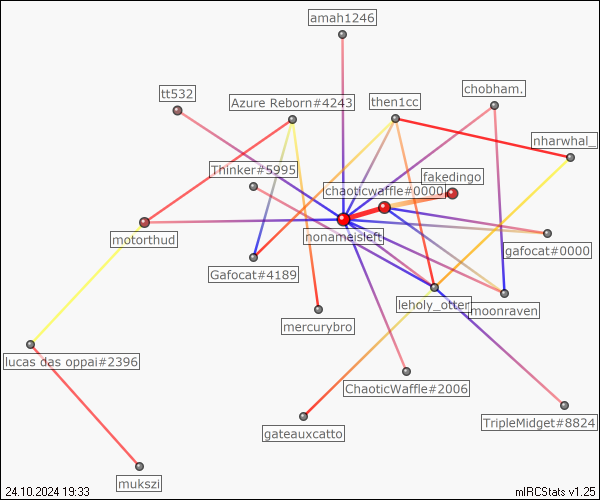 amah1246
chobham.
tt532
Azure Reborn#4243
then1cc
nharwhal_
Thinker#5995
fakedingo
chaoticwaffle#0000
nonameisleft
motorthud
gafocat#0000
Gafocat#4189
leholy_otter
moonraven
mercurybro
lucas das oppai#2396
ChaoticWaffle#2006
TripleMidget#8824
gateauxcatto
mukszi
24.10.2024 19:33
mIRCStats v1.25